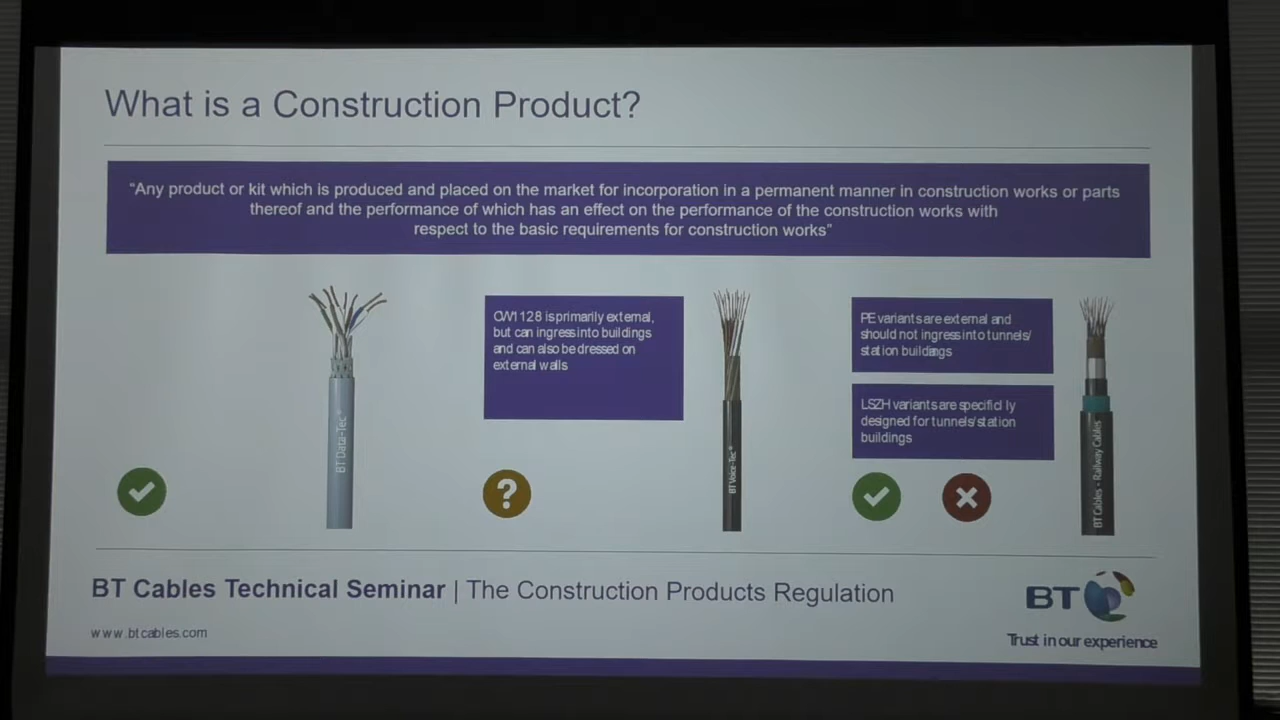 What is a Construction Product?
"Any product or kit which is produced and placed on the market for incorporation in a permanent manner in construction works or parts
thereof and the performance of which has an effect on the performance of the construction works with
respect to the basic requirements for construction works"
BT Data-Tec®
CW1128 is primarily external,
but can ingress into buildings
and can also be dressed on
external walls
BT Voice-Tec®
PE variants are external and
should not ingress into tunnels/
station buildings
LSZH variants are specificlly
designed for tunnels/station
buildings
BT Cables - Railway Cables
BT Cables Technical Seminar | The Construction Products Regulation
www.btcables.com
BT
Trust in our experience